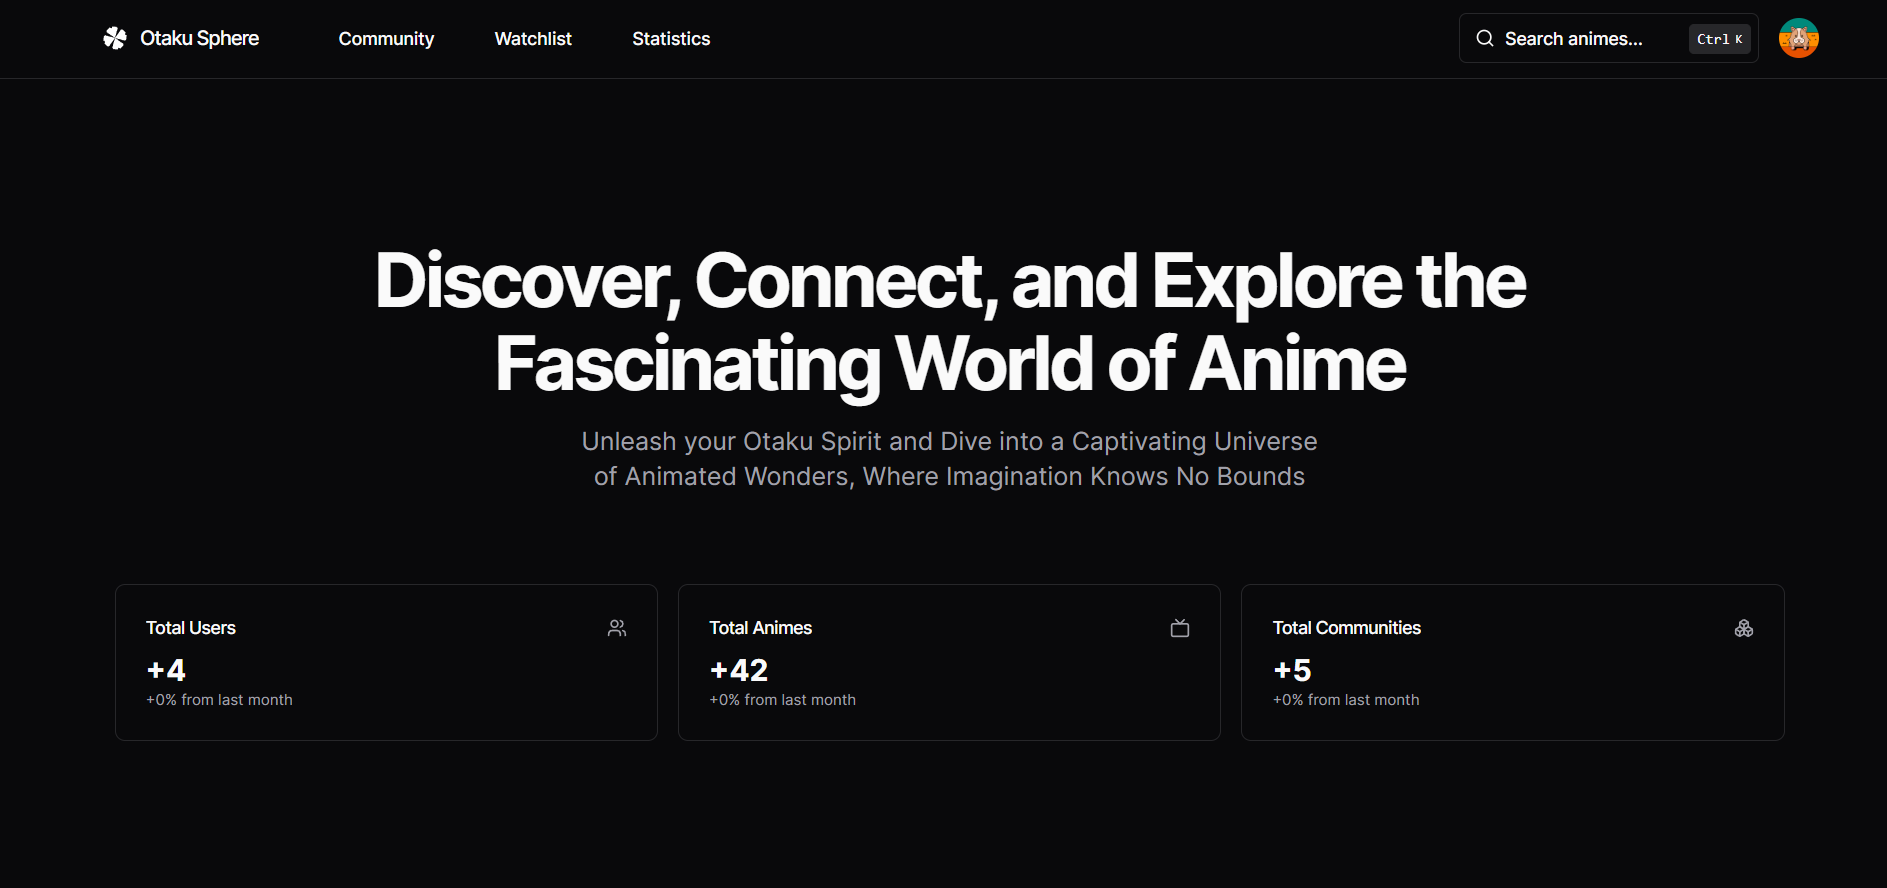 Otaku Sphere
Community
Watchlist
Statistics
Search animes...
Ctrl K
Discover, Connect, and Explore the
Fascinating World of Anime
Unleash your Otaku Spirit and Dive into a Captivating Universe
of Animated Wonders, Where Imagination Knows No Bounds
Total Users
+4
+0% from last month
Total Animes
+42
+0% from last month
Total Communities
+5
+0% from last month